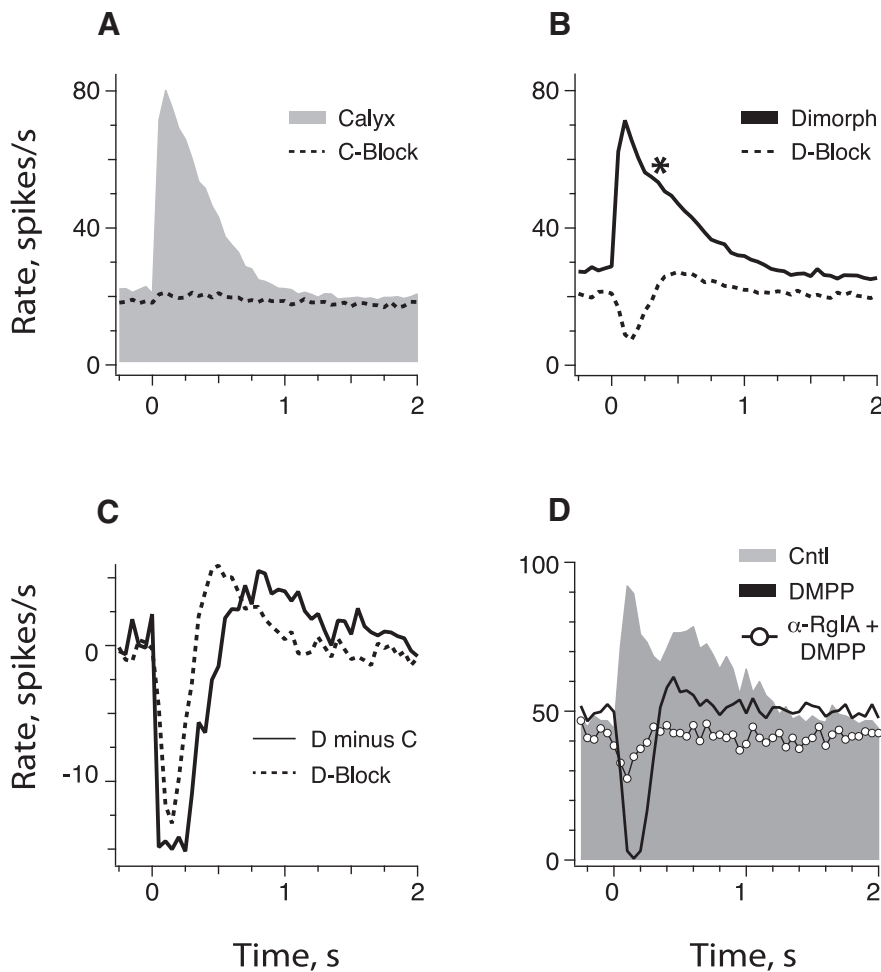 A
Rate, spikes/s
80
40
0
Calyx
C-Block
0 1 2
B
80
40
0
Dimorph
*
D-Block
0 1 2
C
Rate, spikes/s
0
-10
D minus C
D-Block
0 1 2
Time, s
D
100
50
0
Cntl
DMPP
α-RgIA +
DMPP
0 1 2
Time, s